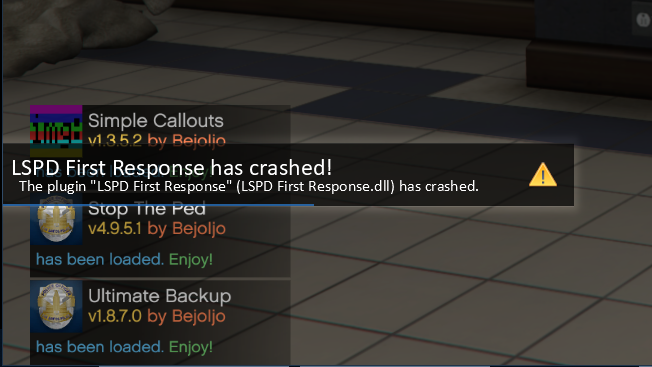 Simple Callouts
v1.3.5.2 by Bejoljo
LSPD First Response has crashed!
The plugin "LSPD First Response" (LSPD First Response.dll) has crashed.
Stop The Ped
v4.9.5.1 by Bejoljo
has been loaded. Enjoy!
Ultimate Backup
v1.8.7.0 by Bejoljo
has been loaded. Enjoy!